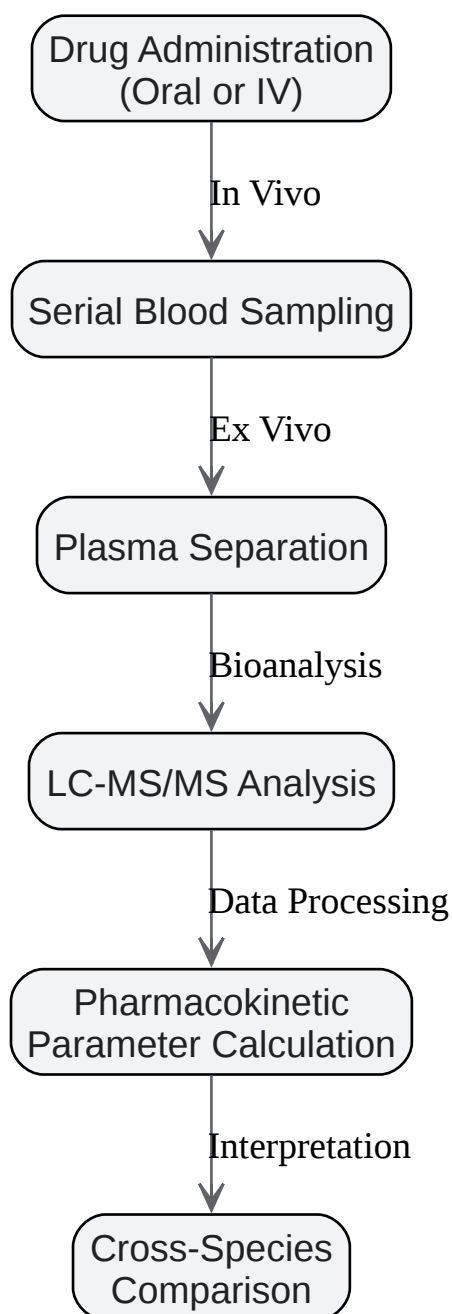 Drug Administration
(Oral or IV)
In Vivo
Serial Blood Sampling
Ex Vivo
Plasma Separation
Bioanalysis
LC-MS/MS Analysis
Data Processing
Pharmacokinetic
Parameter Calculation
Interpretation
Cross-Species
Comparison